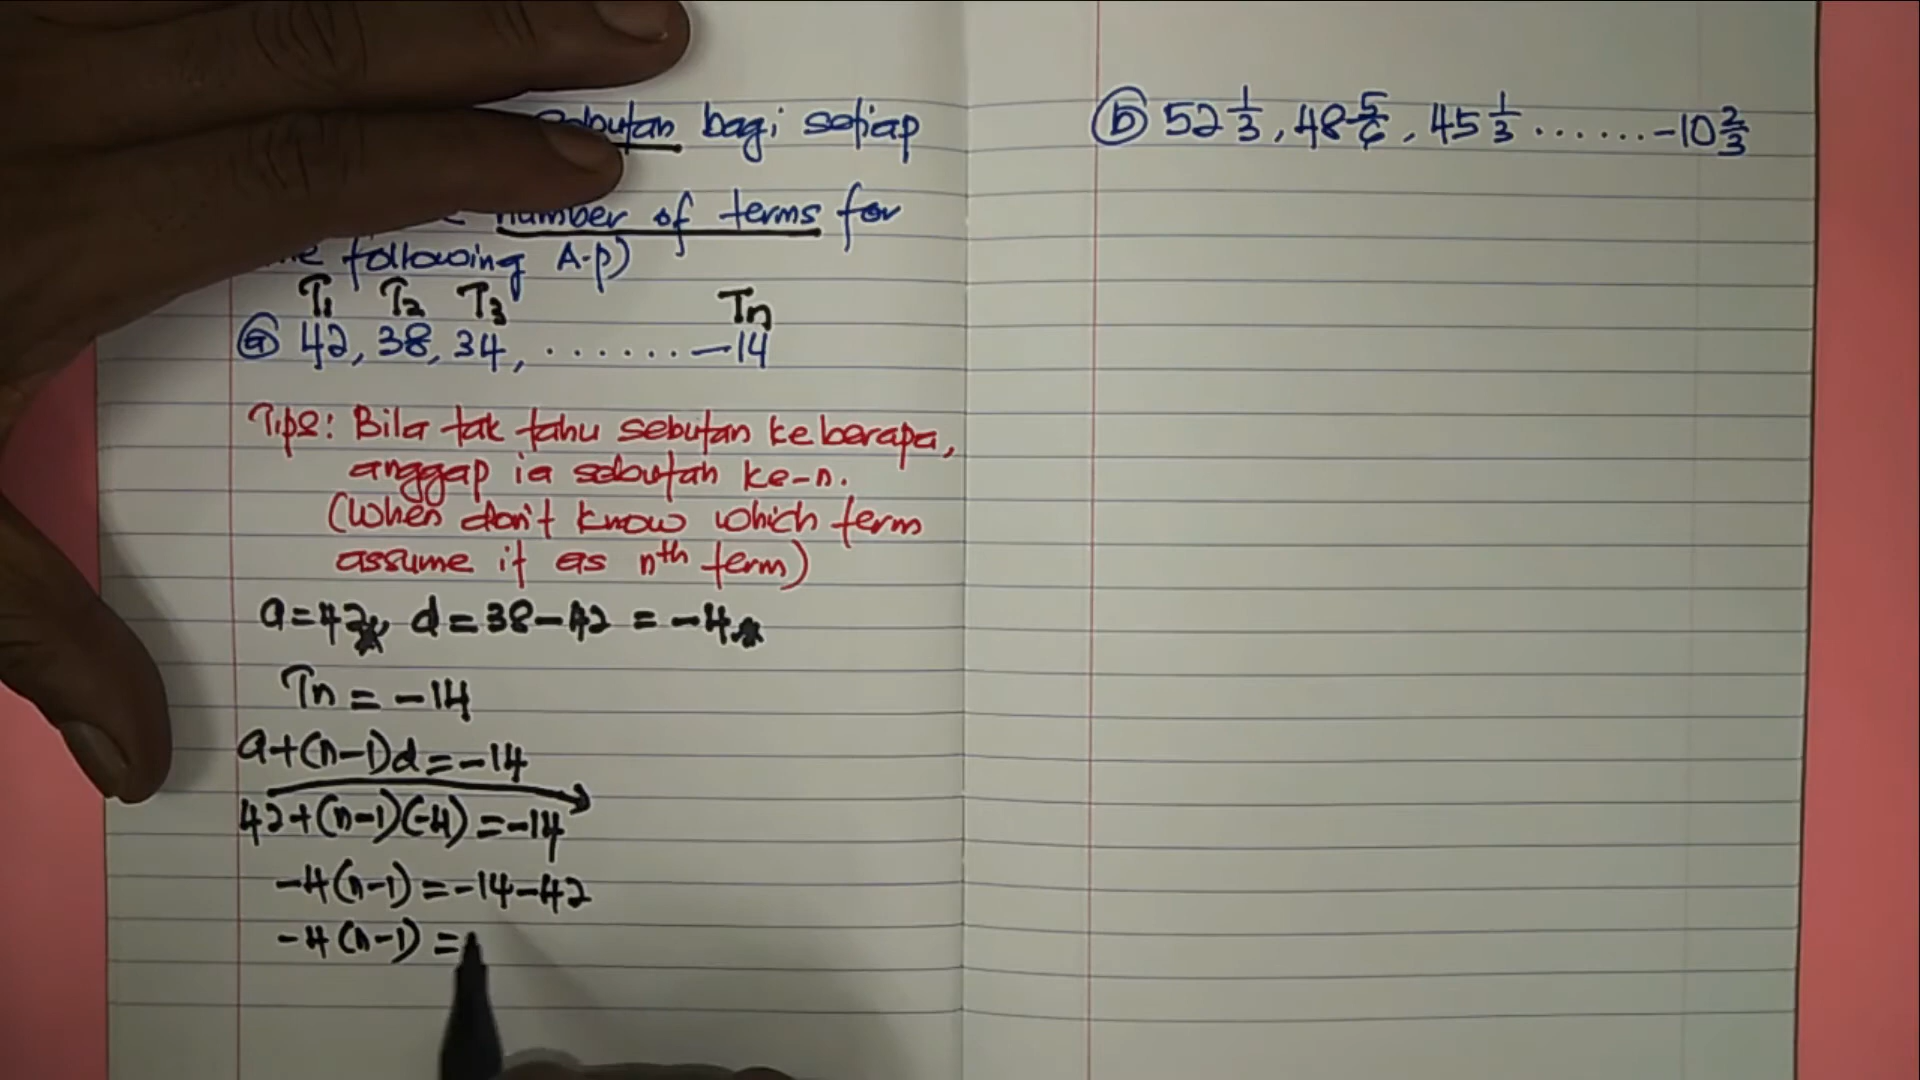 sebutan bagi setiap
number of terms for
following A.p)
T₁ T₂ T₃ Tn
ⓐ 42, 38, 34, ....... -14
Tips: Bila tak tahu sebutan keberapa,
anggap ia sebutan ke-n.
(When don't know which term
assume it as nᵗʰ term)
a = 42, d = 38 - 42 = -4
Tn = -14
a+(n-1)d = -14
42+(n-1)(-4) = -14
-4(n-1) = -14-42
-4(n-1) =
ⓑ 52 1/3, 48 5/6, 45 1/3 ....... -10 2/3